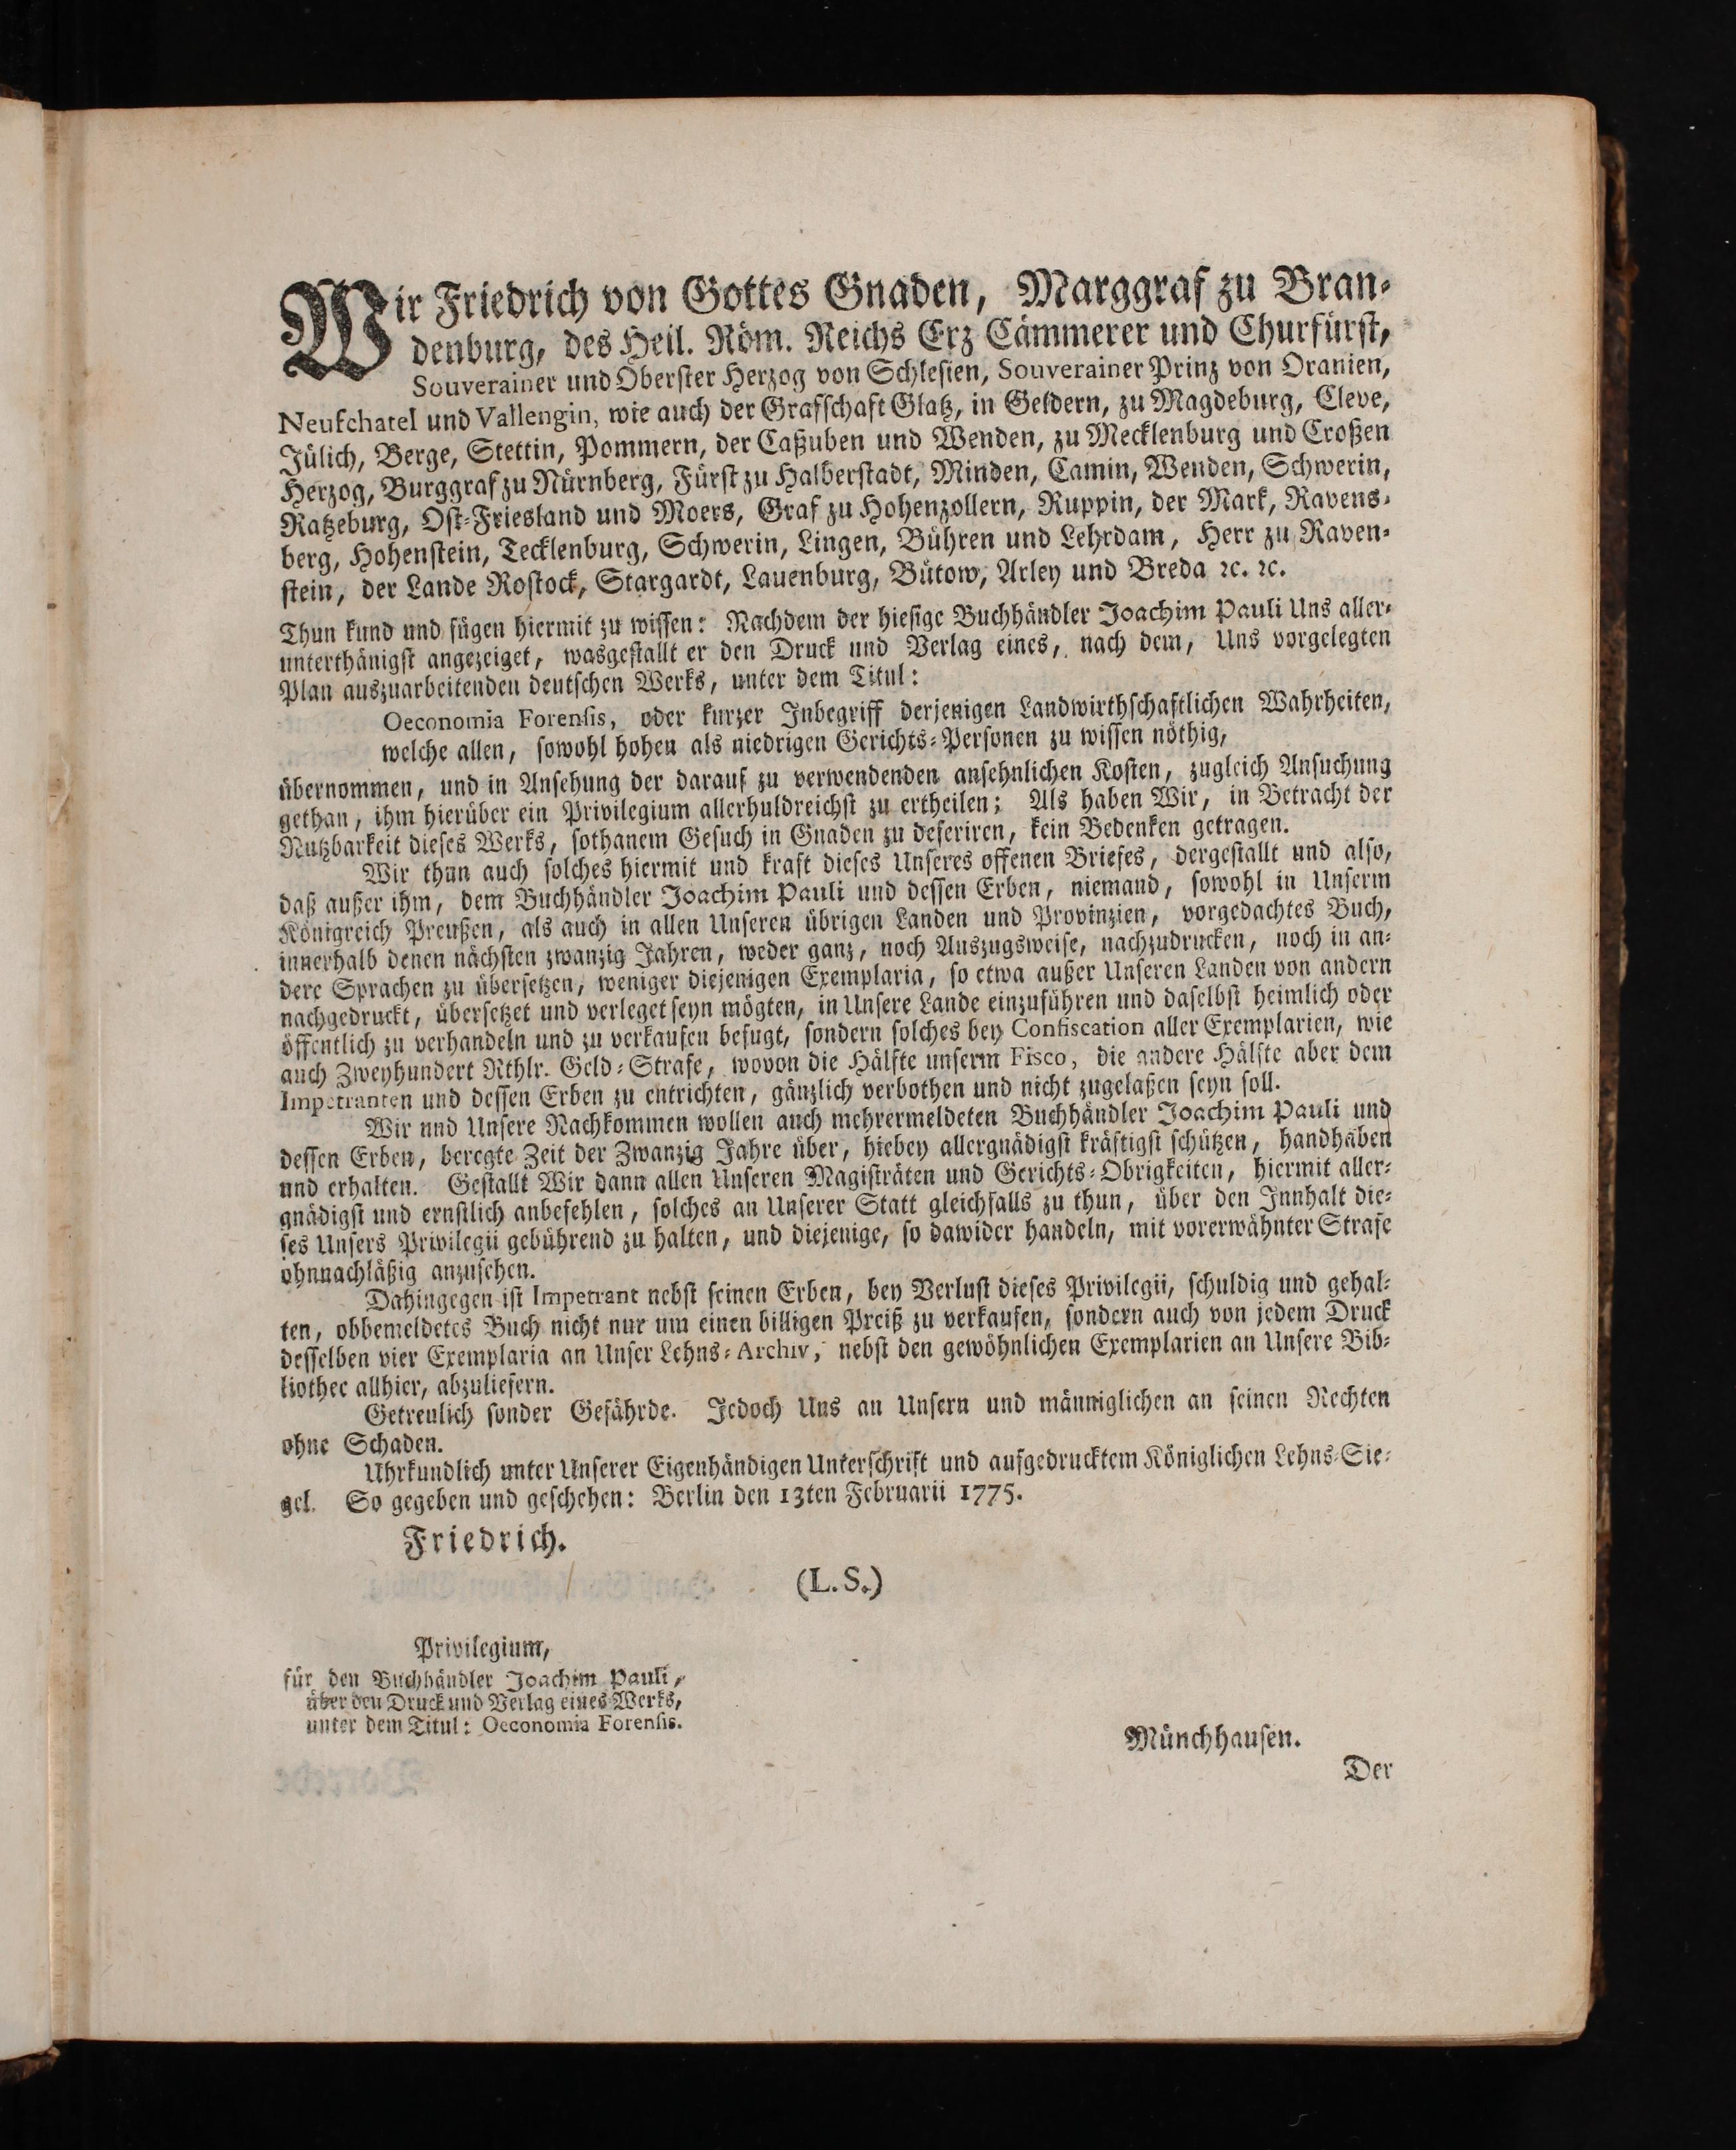 Wir Friedrich von Gottes Gnaden, Marggraf zu Bran-
denburg, des Heil. Röm. Reichs Erz Cämmerer und Churfürst,
Souverainer und Oberster Herzog von Schlesien, Souverainer Prinz von Oranien,
Neufchatel und Vallengin, wie auch der Grafschaft Glatz, in Geldern, zu Magdeburg, Cleve,
Jülich, Berge, Stettin, Pommern, der Caßuben und Wenden, zu Mecklenburg und Croßen
Herzog, Burggraf zu Nürnberg, Fürst zu Halberstadt, Minden, Camin, Wenden, Schwerin,
Ratzeburg, Ost-Friesland und Moers, Graf zu Hohenzollern, Ruppin, der Mark, Ravens-
berg, Hohenstein, Tecklenburg, Schwerin, Lingen, Bühren und Lehrdam, Herr zu Raven-
stein, der Lande Rostock, Stargardt, Lauenburg, Bütow, Arley und Breda ꝛc. ꝛc.
Thun kund und fügen hiermit zu wissen: Nachdem der hiesige Buchhändler Joachim Pauli Uns aller-
unterthänigst angezeiget, wasgestallt er den Druck und Verlag eines, nach dem, Uns vorgelegten
Plan auszuarbeitenden deutschen Werks, unter dem Titul:
Oeconomia Forensis, oder kurzer Inbegriff derjenigen Landwirthschaftlichen Wahrheiten,
welche allen, sowohl hohen als niedrigen Gerichts-Personen zu wissen nöthig,
übernommen, und in Ansehung der darauf zu verwendenden ansehnlichen Kosten, zugleich Ansuchung
gethan, ihm hierüber ein Privilegium allerhuldreichst zu ertheilen; Als haben Wir, in Betracht der
Nutzbarkeit dieses Werks, sothanem Gesuch in Gnaden zu deferiren, kein Bedenken getragen.
Wir thun auch solches hiermit und kraft dieses Unseres offenen Briefes, dergestallt und also,
daß außer ihm, dem Buchhändler Joachim Pauli und dessen Erben, niemand, sowohl in Unserm
Königreich Preußen, als auch in allen Unseren übrigen Landen und Provinzien, vorgedachtes Buch,
innerhalb denen nächsten zwanzig Jahren, weder ganz, noch Auszugsweise, nachzudrucken, noch in an-
dere Sprachen zu übersetzen, weniger diejenigen Exemplaria, so etwa außer Unseren Landen von andern
nachgedruckt, übersetzet und verleget seyn mögten, in Unsere Lande einzuführen und daselbst heimlich oder
öffentlich zu verhandeln und zu verkaufen befugt, sondern solches bey Confiscation aller Exemplarien, wie
auch Zweyhundert Rthlr. Geld-Strafe, wovon die Hälfte unserm Fisco, die andere Hälfte aber dem
Impetranten und dessen Erben zu entrichten, gänzlich verbothen und nicht zugelaßen seyn soll.
Wir und Unsere Nachkommen wollen auch mehrermeldeten Buchhändler Joachim Pauli und
dessen Erben, beregte Zeit der Zwanzig Jahre über, hiebey allergnädigst kräftigst schützen, handhaben
und erhalten. Gestallt Wir dann allen Unseren Magisträten und Gerichts-Obrigkeiten, hiermit aller-
gnädigst und ernstlich anbefehlen, solches an Unserer Statt gleichfalls zu thun, über den Innhalt die-
ses Unsers Privilegii gebührend zu halten, und diejenige, so dawider handeln, mit vorerwähnter Strafe
ohnnachläßig anzusehen.
Dahingegen ist Impetrant nebst seinen Erben, bey Verlust dieses Privilegii, schuldig und gehal-
ten, obbemeldetes Buch nicht nur um einen billigen Preiß zu verkaufen, sondern auch von jedem Druck
desselben vier Exemplaria an Unser Lehns-Archiv, nebst den gewöhnlichen Exemplarien an Unsere Bib-
liothec allhier, abzuliefern.
Getreulich sonder Gefährde. Jedoch Uns an Unsern und männiglichen an seinen Rechten
ohne Schaden.
Uhrkundlich unter Unserer Eigenhändigen Unterschrift und aufgedrucktem Königlichen Lehns-Sie-
gel. So gegeben und geschehen: Berlin den 13ten Februarii 1775.
Friedrich.
(L. S.)
Privilegium,
für den Buchhändler Joachim Pauli,
über den Druck und Verlag eines Werks,
unter dem Titul: Oeconomia Forensis.
Münchhausen.
Der